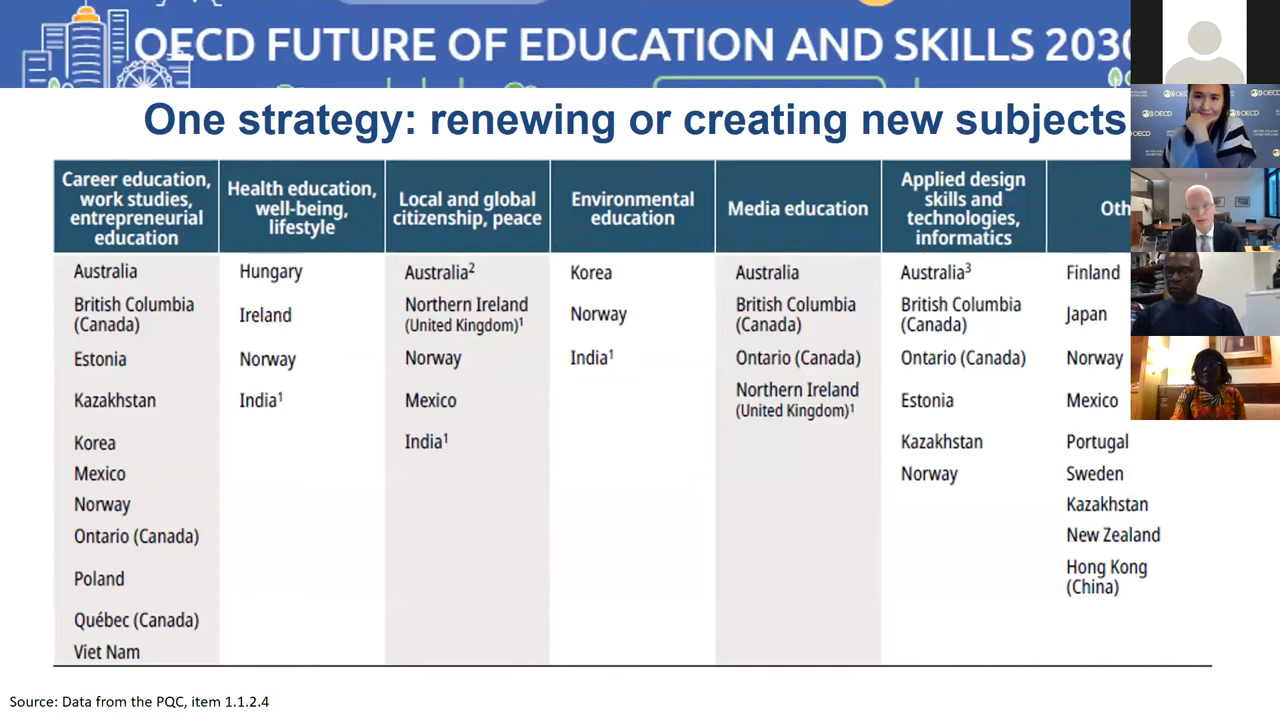 OECD FUTURE OF EDUCATION AND SKILLS 2030
One strategy: renewing or creating new subjects
Career education,
work studies,
entrepreneurial
education
Health education,
well-being,
lifestyle
Local and global
citizenship, peace
Environmental
education
Media education
Applied design
skills and
technologies,
informatics
Oth
Australia
British Columbia
(Canada)
Estonia
Kazakhstan
Korea
Mexico
Norway
Ontario (Canada)
Poland
Québec (Canada)
Viet Nam
Hungary
Ireland
Norway
India¹
Australia²
Northern Ireland
(United Kingdom)¹
Norway
Mexico
India¹
Korea
Norway
India¹
Australia
British Columbia
(Canada)
Ontario (Canada)
Northern Ireland
(United Kingdom)¹
Australia³
British Columbia
(Canada)
Ontario (Canada)
Estonia
Kazakhstan
Norway
Finland
Japan
Norway
Mexico
Portugal
Sweden
Kazakhstan
New Zealand
Hong Kong
(China)
Source: Data from the PQC, item 1.1.2.4
OECD
OECD
OECD